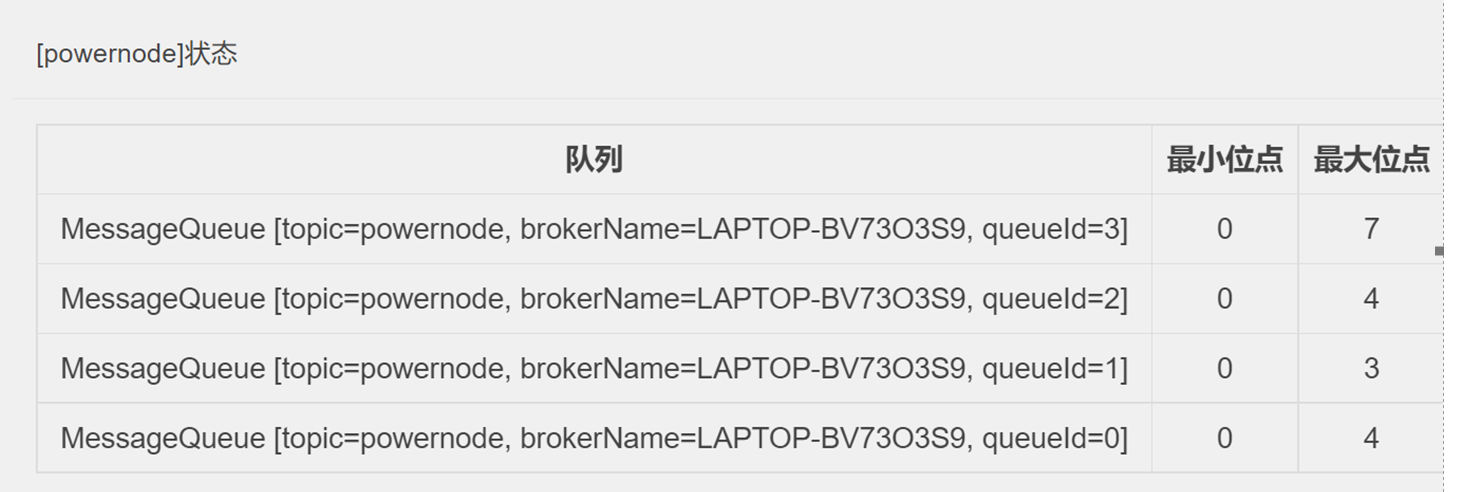 [powernode]状态
队列 最小位点 最大位点
MessageQueue [topic=powernode, brokerName=LAPTOP-BV73O3S9, queueId=3] 0 7
MessageQueue [topic=powernode, brokerName=LAPTOP-BV73O3S9, queueId=2] 0 4
MessageQueue [topic=powernode, brokerName=LAPTOP-BV73O3S9, queueId=1] 0 3
MessageQueue [topic=powernode, brokerName=LAPTOP-BV73O3S9, queueId=0] 0 4